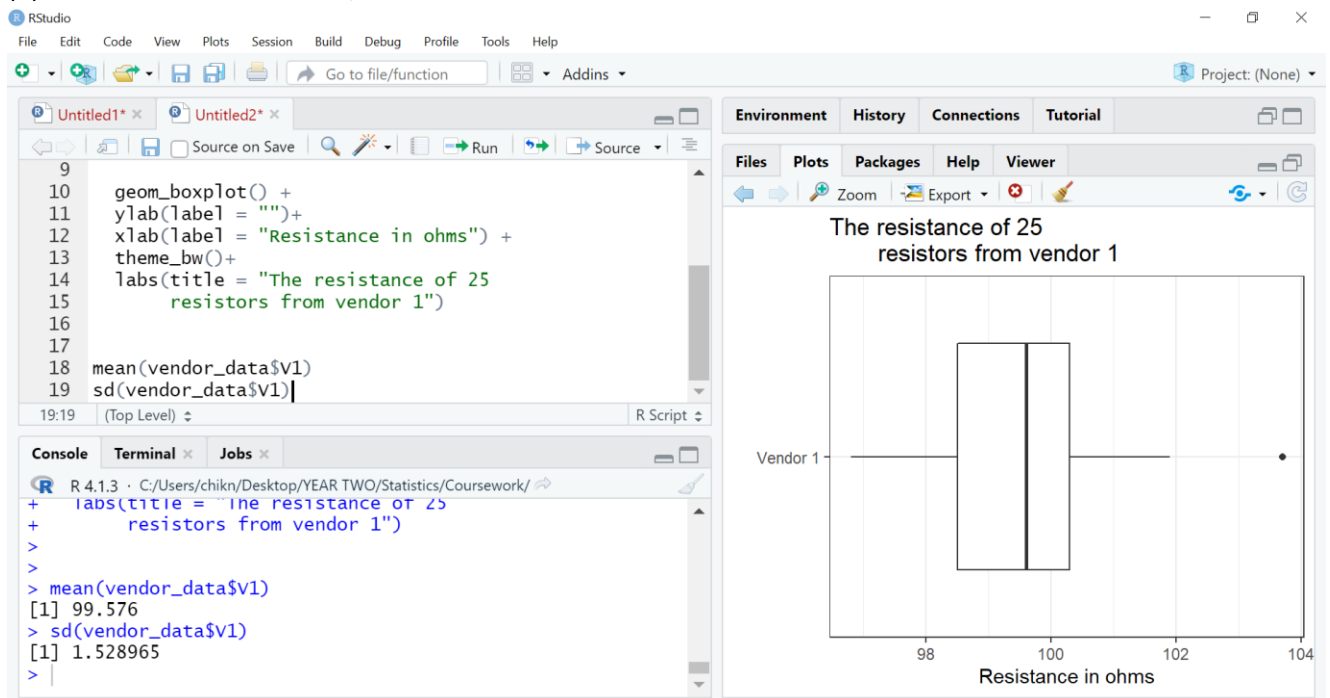 RStudio
File Edit Code View Plots Session Build Debug Profile Tools Help
Go to file/function Addins Project: (None)
Untitled1* Untitled2*
Source on Save Run Source
9
10 geom_boxplot() +
11 ylab(label = "")+
12 xlab(label = "Resistance in ohms") +
13 theme_bw()+
14 labs(title = "The resistance of 25
15 resistors from vendor 1")
16
17
18 mean(vendor_data$V1)
19 sd(vendor_data$V1)
19:19 (Top Level) R Script
Console Terminal Jobs
R 4.1.3 · C:/Users/chikn/Desktop/YEAR TWO/Statistics/Coursework/
+ labs(title = "The resistance of 25
+ resistors from vendor 1")
>
>
> mean(vendor_data$V1)
[1] 99.576
> sd(vendor_data$V1)
[1] 1.528965
>
Environment History Connections Tutorial
Files Plots Packages Help Viewer
Zoom Export
The resistance of 25
resistors from vendor 1
Vendor 1
98 100 102 104
Resistance in ohms